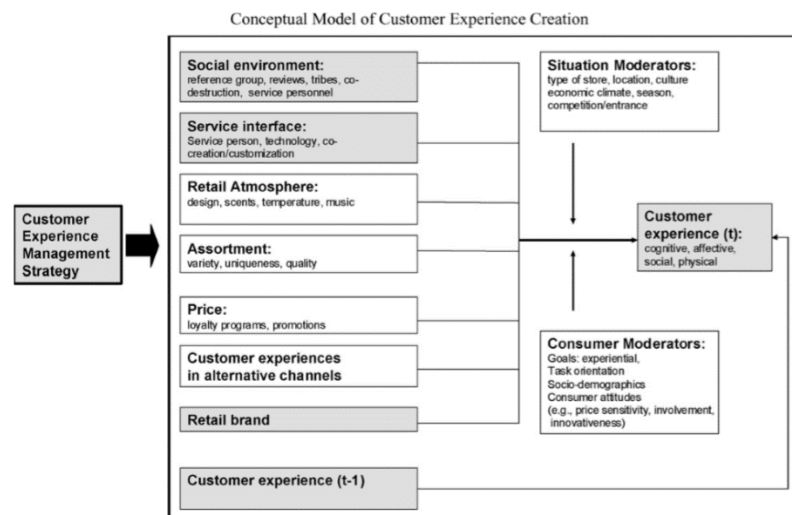 Conceptual Model of Customer Experience Creation
Customer
Experience
Management
Strategy
Social environment:
reference group, reviews, tribes, co-
destruction, service personnel
Service interface:
Service person, technology, co-
creation/customization
Retail Atmosphere:
design, scents, temperature, music
Assortment:
variety, uniqueness, quality
Price:
loyalty programs, promotions
Customer experiences
in alternative channels
Retail brand
Customer experience (t-1)
Situation Moderators:
type of store, location, culture
economic climate, season,
competition/entrance
Customer
experience (t):
cognitive, affective,
social, physical
Consumer Moderators:
Goals: experiential,
Task orientation
Socio-demographics
Consumer attitudes
(e.g., price sensitivity, involvement,
innovativeness)